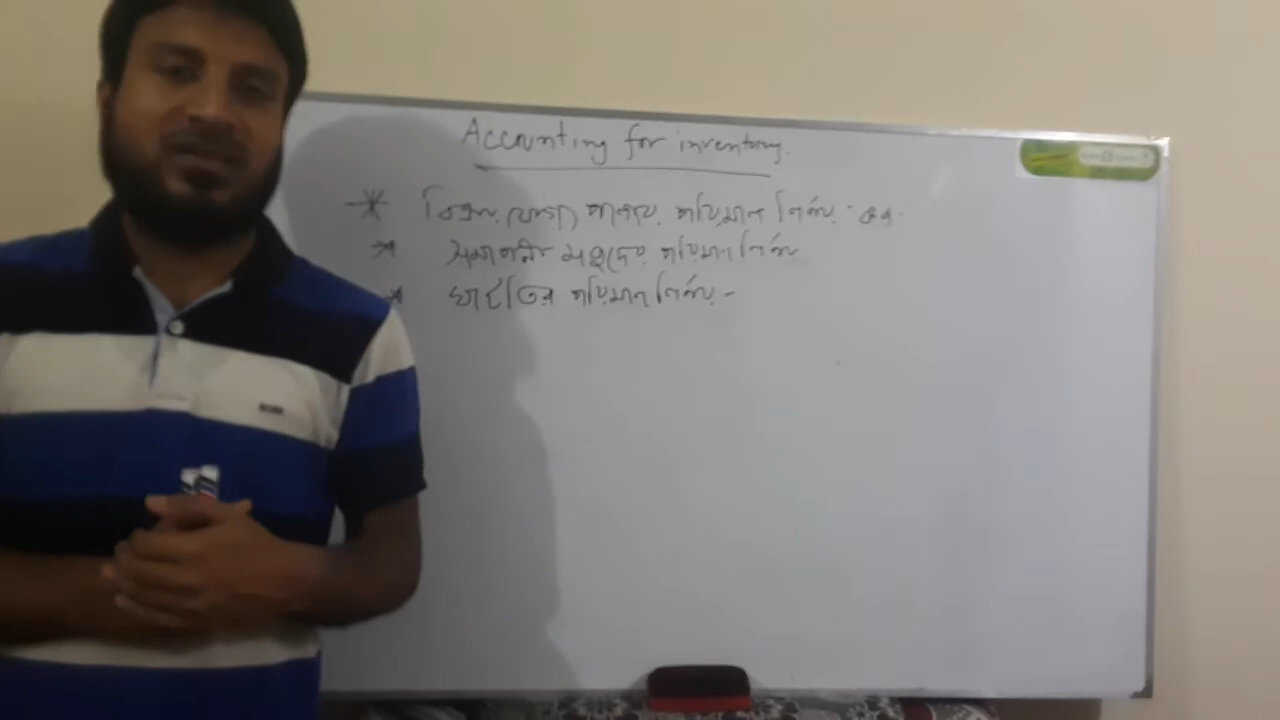 Accounting for inventory.
বিক্রয়যোগ্য পণ্যের পরিমান নির্ণয় -
সমাপনী মজুদের পরিমান নির্ণয়
ঘাটতির পরিমান নির্ণয় -